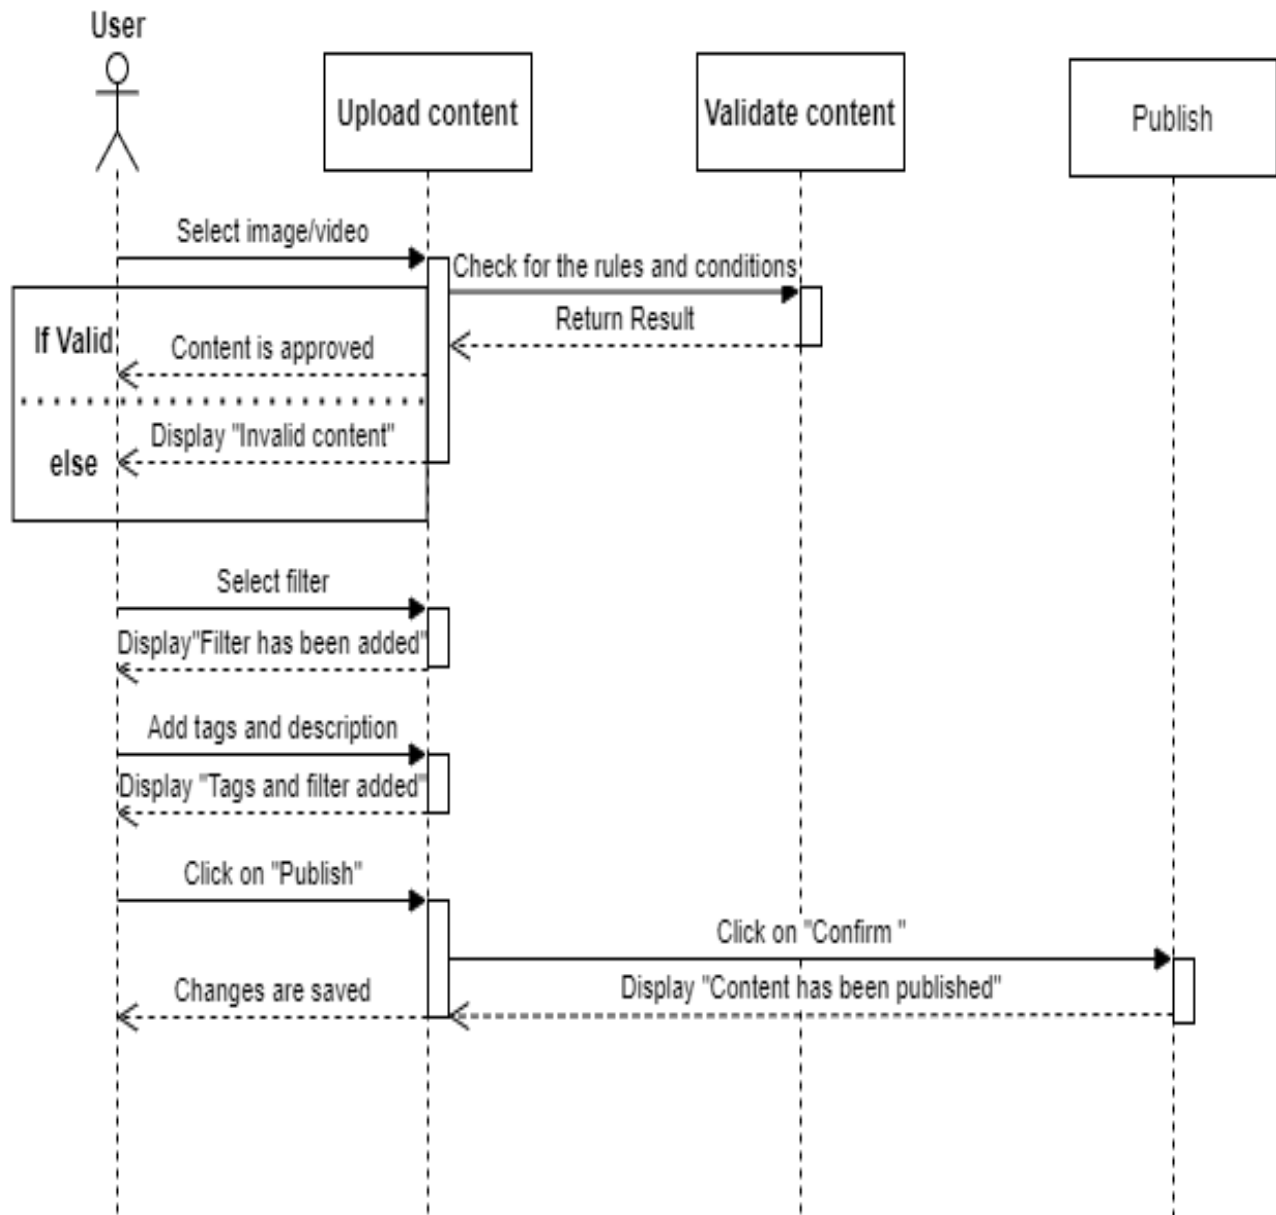 User
Upload content
Validate content
Publish
Select image/video
Check for the rules and conditions
Return Result
If Valid
Content is approved
Display "Invalid content"
else
Select filter
Display"Filter has been added"
Add tags and description
Display "Tags and filter added"
Click on "Publish"
Click on "Confirm "
Display "Content has been published"
Changes are saved